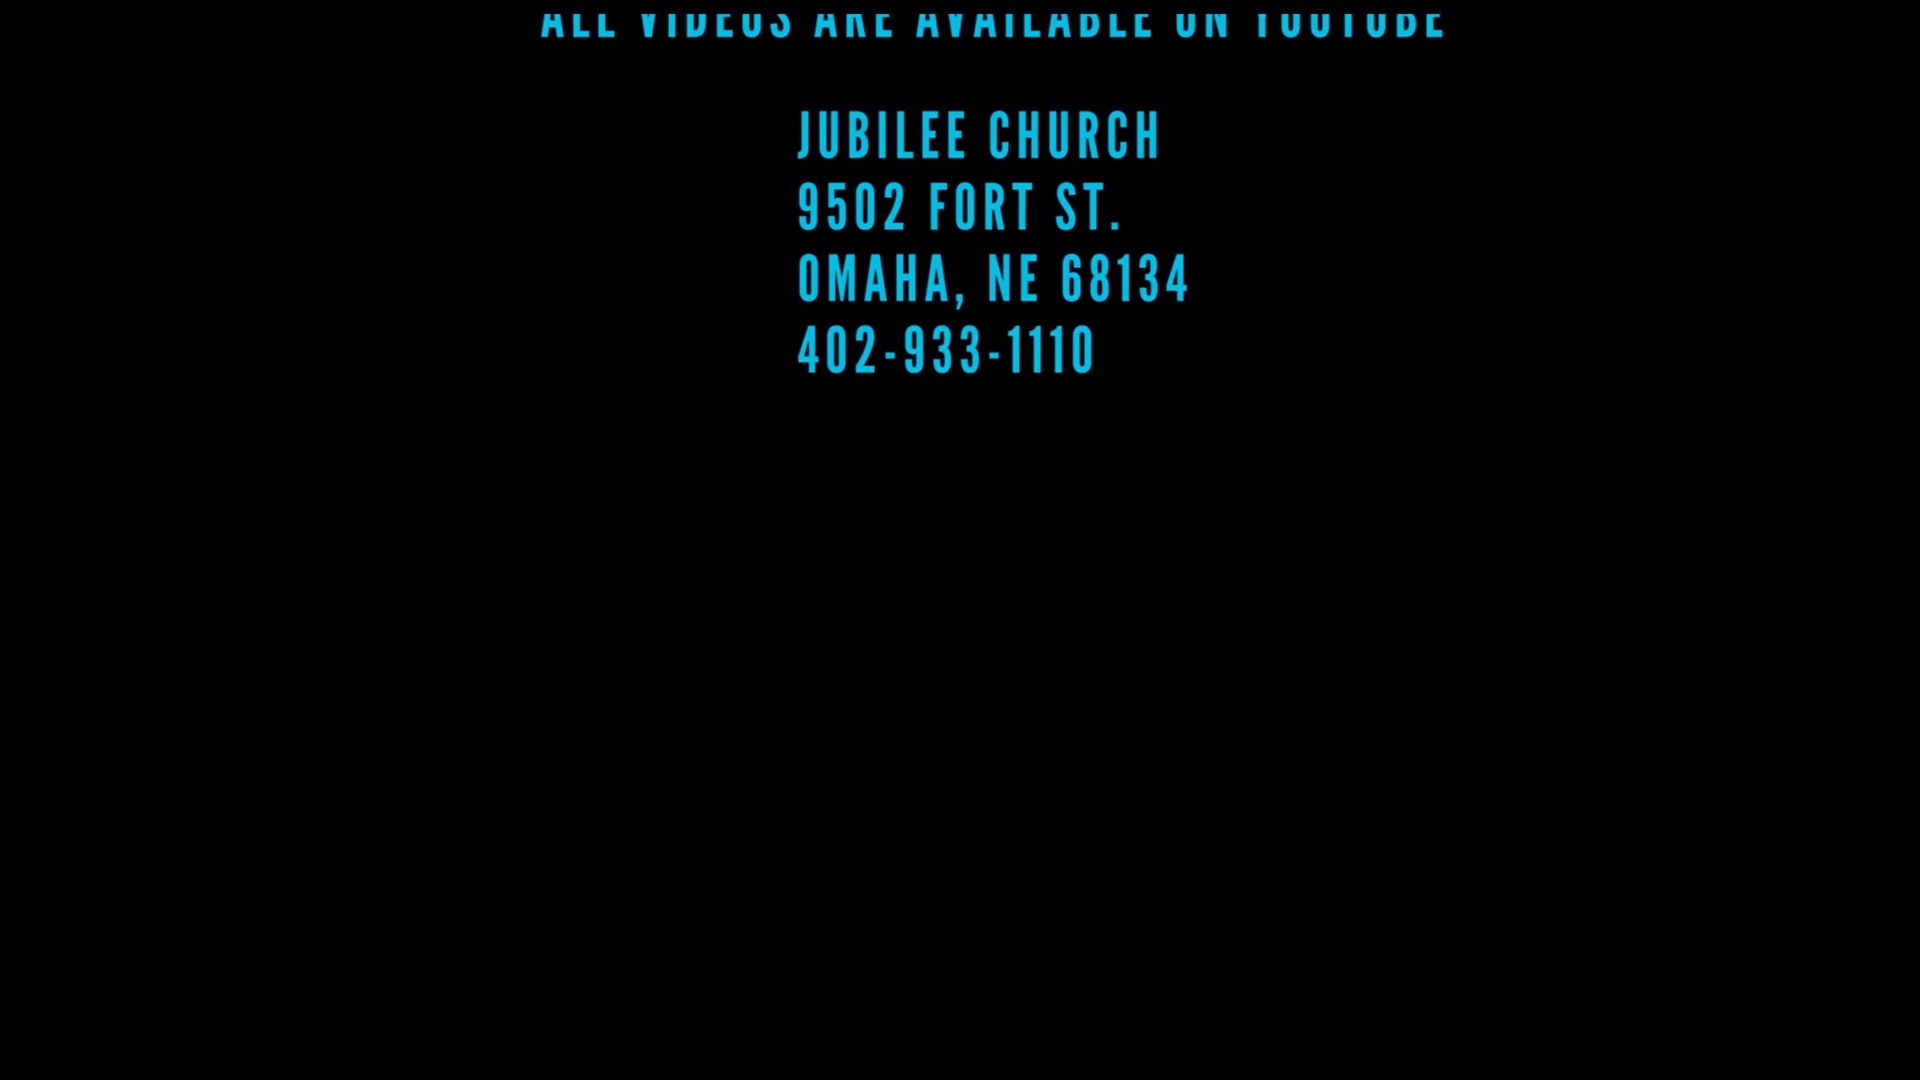 ALL VIDEOS ARE AVAILABLE ON YOUTUBE
JUBILEE CHURCH
9502 FORT ST.
OMAHA, NE 68134
402-933-1110